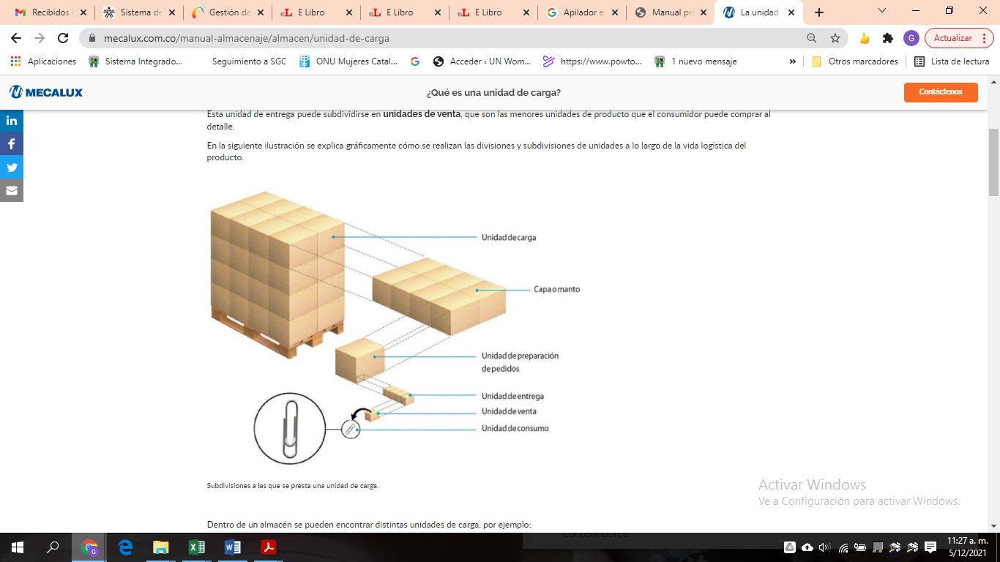 Recibidos (
Sistema de
Gestión de
E Libro
E Libro
E Libro
Apilador e
Manual prá
La unidad
mecalux.com.co/manual-almacenaje/almacen/unidad-de-carga
G
Actualizar
Aplicaciones
Sistema Integrado...
Seguimiento a SGC
ONU Mujeres Catal...
Acceder ‹ UN Wom...
https://www.powto...
1 nuevo mensaje
»
Otros marcadores
Lista de lectura
MECALUX
¿Qué es una unidad de carga?
Contáctenos
Esta unidad de entrega puede subdividirse en unidades de venta, que son las menores unidades de producto que el consumidor puede comprar al
detalle.
En la siguiente ilustración se explica gráficamente cómo se realizan las divisiones y subdivisiones de unidades a lo largo de la vida logística del
producto.
Unidad de carga
Capa o manto
Unidad de preparación
de pedidos
Unidad de entrega
Unidad de venta
Unidad de consumo
Subdivisiones a las que se presta una unidad de carga.
Activar Windows
Ve a Configuración para activar Windows.
Dentro de un almacén se pueden encontrar distintas unidades de carga, por ejemplo:
contenedores.
11:27 a. m.
5/12/2021